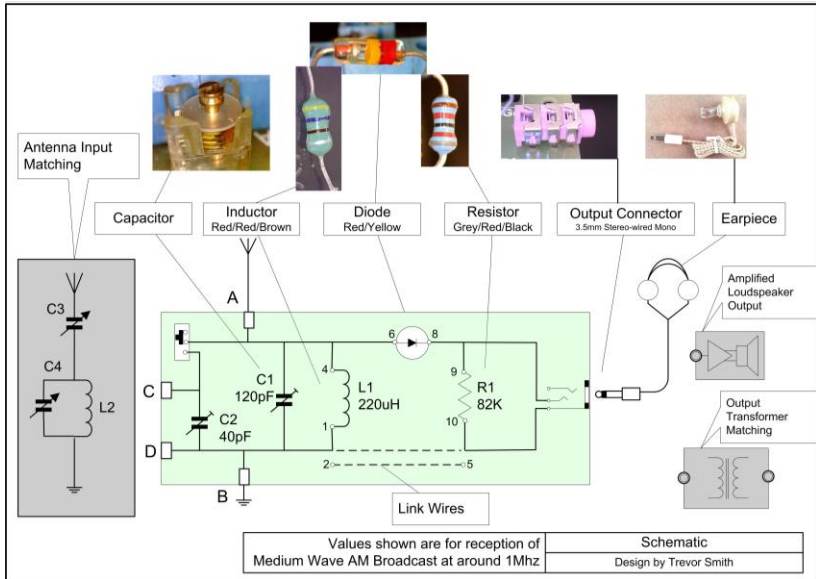 Antenna Input
Matching
Capacitor
Inductor
Red/Red/Brown
Diode
Red/Yellow
Resistor
Grey/Red/Black
Output Connector
3.5mm Stereo-wired Mono
Earpiece
Amplified
Loudspeaker
Output
C3
C4
L2
A
6
8
C
D
B
C1
120pF
C2
40pF
4
L1
220uH
1
9
R1
82K
10
2
5
Link Wires
Output
Transformer
Matching
Values shown are for reception of
Medium Wave AM Broadcast at around 1Mhz
Schematic
Design by Trevor Smith